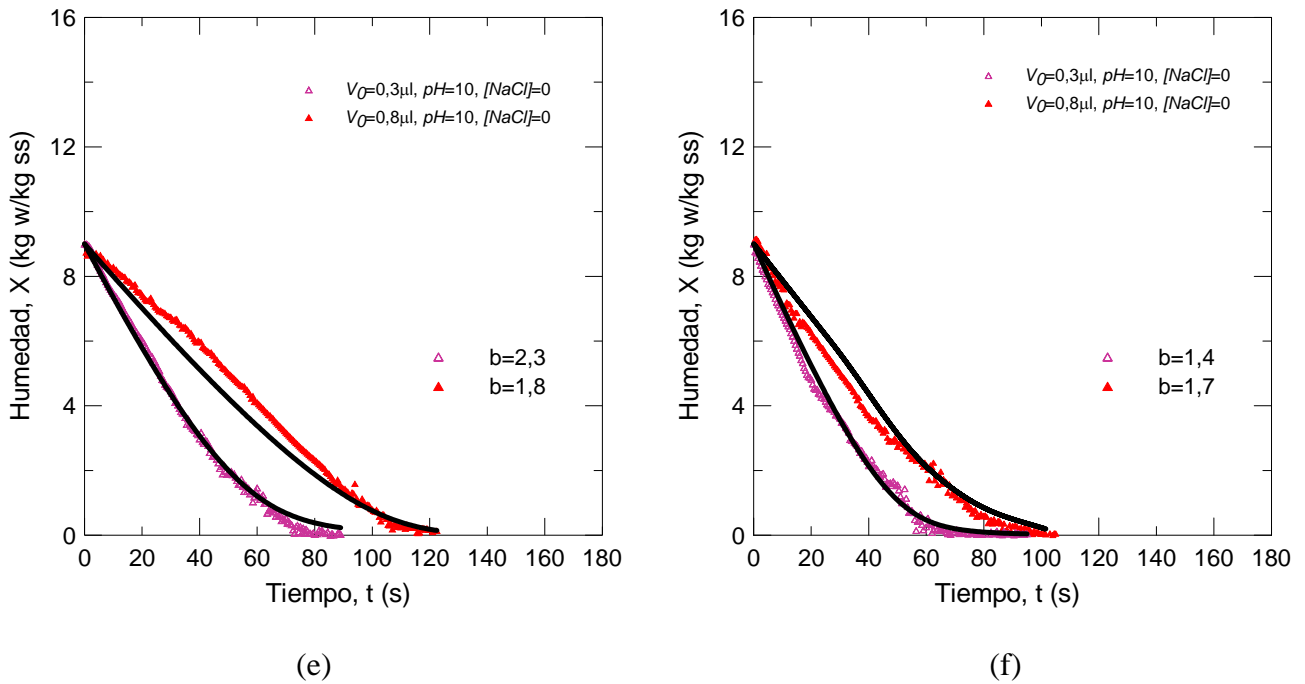 16
12
8
4
0
Humedad, X (kg w/kg ss)
V0=0,3µl, pH=10, [NaCl]=0
V0=0,8µl, pH=10, [NaCl]=0
b=2,3
b=1,8
0 20 40 60 80 100 120 140 160 180
Tiempo, t (s)
(e)
16
12
8
4
0
Humedad, X (kg w/kg ss)
V0=0,3µl, pH=10, [NaCl]=0
V0=0,8µl, pH=10, [NaCl]=0
b=1,4
b=1,7
0 20 40 60 80 100 120 140 160 180
Tiempo, t (s)
(f)